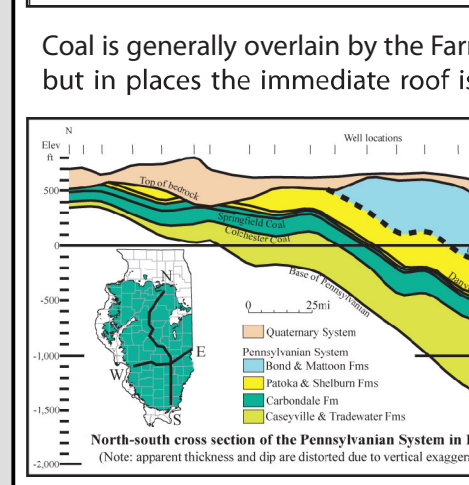 Coal is generally overlain by the Far
but in places the immediate roof is
N
Well locations
Elev
ft
Top of bedrock
500
Springfield Coal
Colchester Coal
0
Dans
Base of Pennsylvanian
N
-500
0 25mi
Quaternary System
E
Pennsylvanian System
-1,000
Bond & Mattoon Fms
W
Patoka & Shelburn Fms
Carbondale Fm
-1,500
S
Caseyville & Tradewater Fms
North-south cross section of the Pennsylvanian System in
(Note: apparent thickness and dip are distorted due to vertical exagger
-2,000